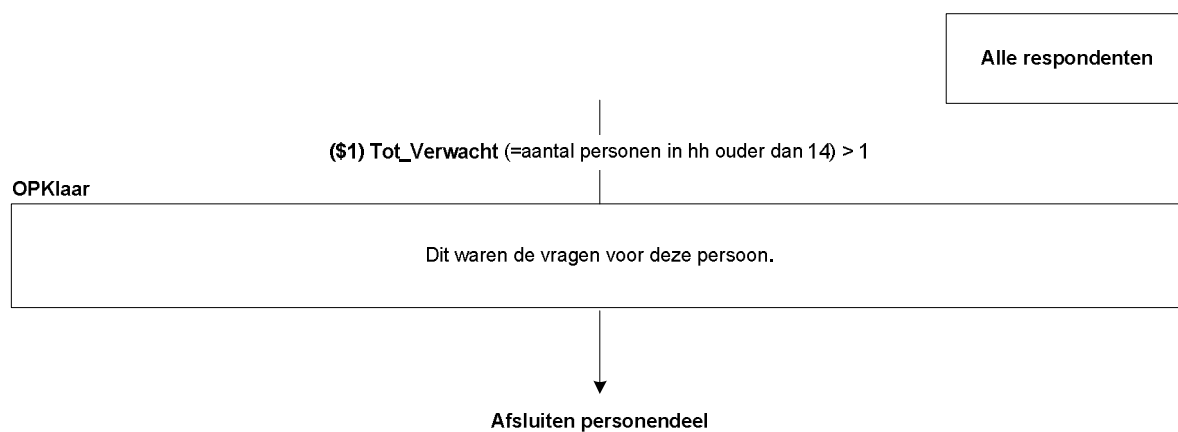 Alle respondenten
($1) Tot_Verwacht (=aantal personen in hh ouder dan 14) > 1
OPKlaar
Dit waren de vragen voor deze persoon.
Afsluiten personendeel